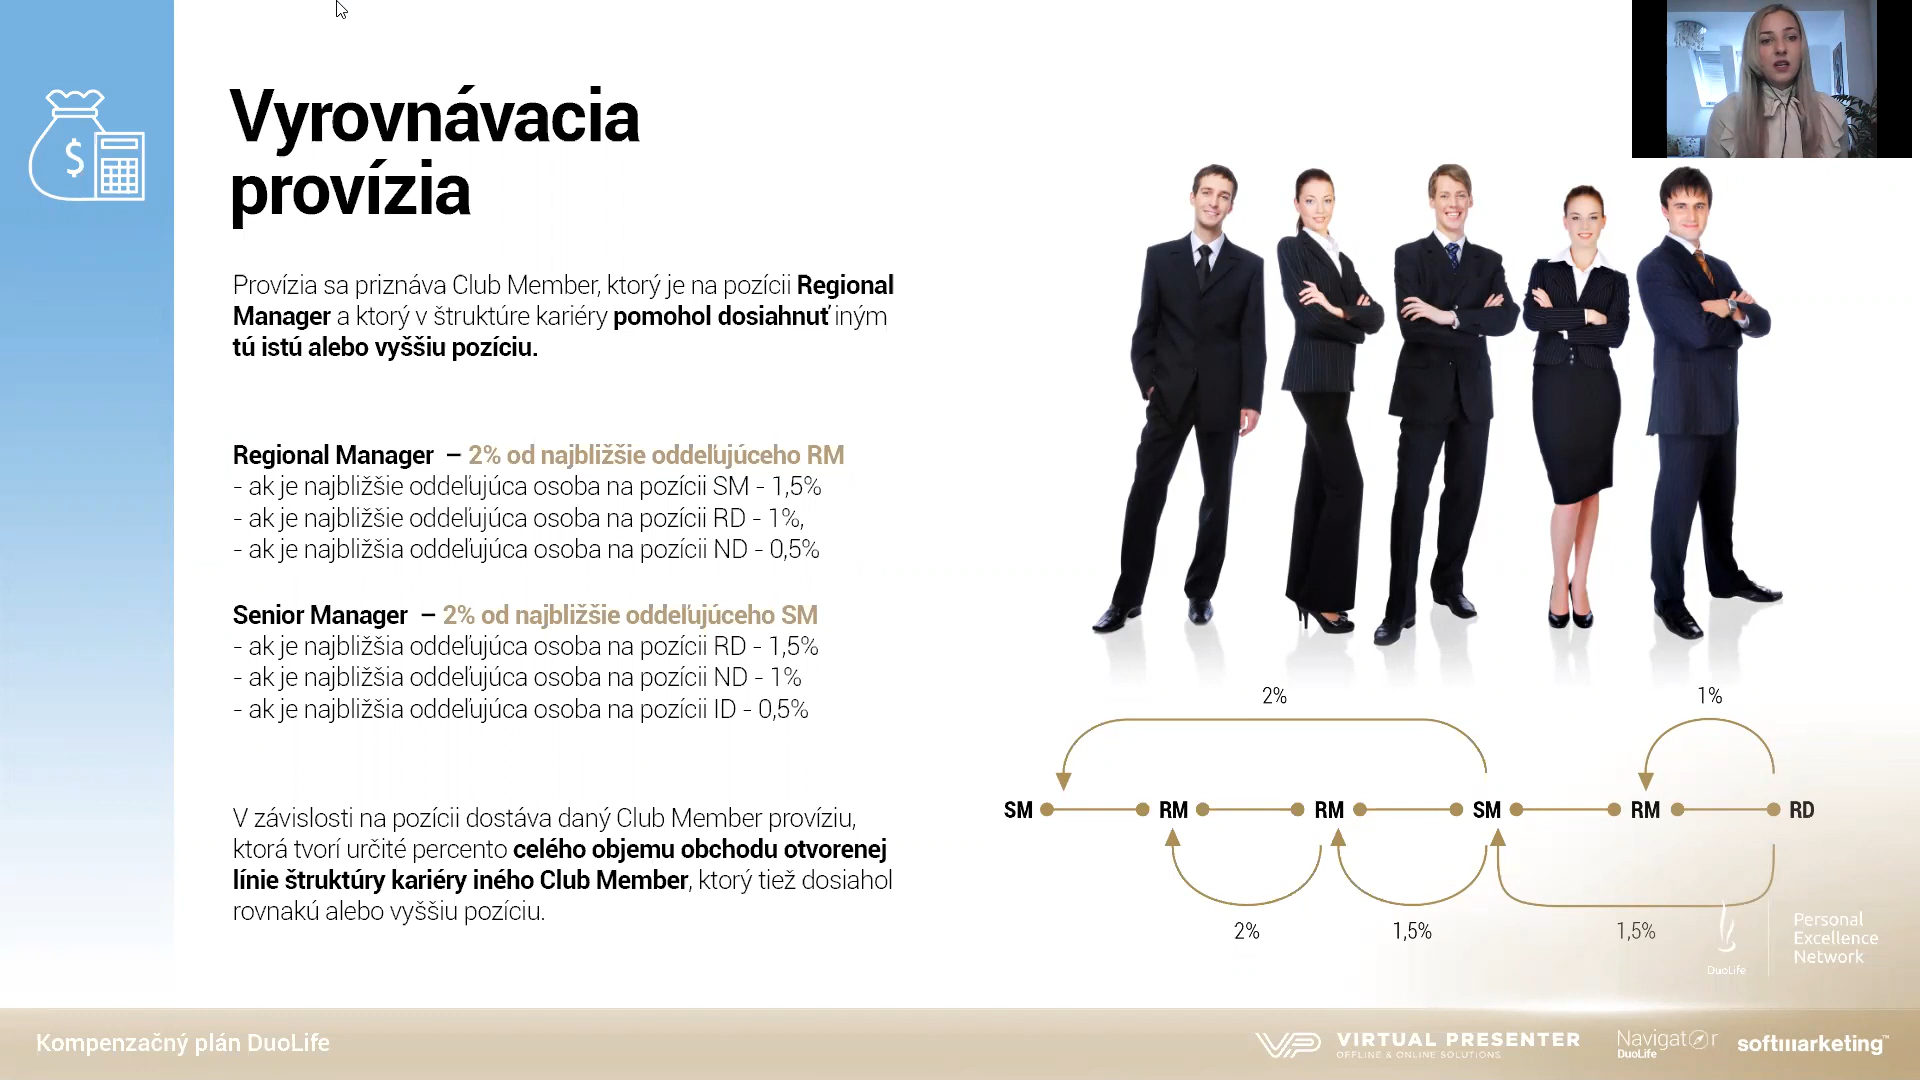 Vyrovnávacia
provízia
Provízia sa priznáva Club Member, ktorý je na pozícii Regional
Manager a ktorý v štruktúre kariéry pomohol dosiahnuť iným
tú istú alebo vyššiu pozíciu.
Regional Manager – 2% od najbližšie oddeľujúceho RM
- ak je najbližšie oddeľujúca osoba na pozícii SM - 1,5%
- ak je najbližšie oddeľujúca osoba na pozícii RD - 1%,
- ak je najbližšia oddeľujúca osoba na pozícii ND - 0,5%
Senior Manager – 2% od najbližšie oddeľujúceho SM
- ak je najbližšia oddeľujúca osoba na pozícii RD - 1,5%
- ak je najbližšia oddeľujúca osoba na pozícii ND - 1%
- ak je najbližšia oddeľujúca osoba na pozícii ID - 0,5%
V závislosti na pozícii dostáva daný Club Member províziu,
ktorá tvorí určité percento celého objemu obchodu otvorenej
línie štruktúry kariéry iného Club Member, ktorý tiež dosiahol
rovnakú alebo vyššiu pozíciu.
2% 1%
SM RM RM SM RM RD
2% 1,5% 1,5%
DuoLife
Personal
Excellence
Network
Kompenzačný plán DuoLife
VP VIRTUAL PRESENTER
OFFLINE & ONLINE SOLUTIONS
Navigator
DuoLife
softmarketing™
$